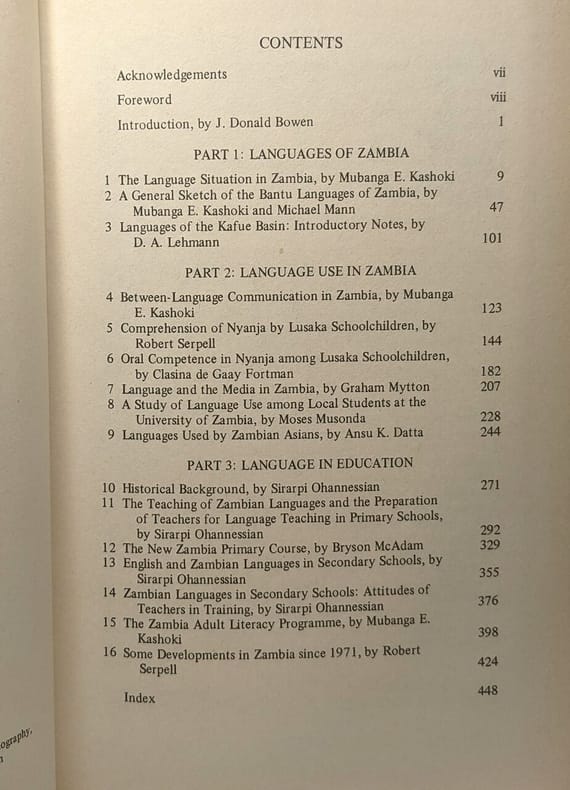 CONTENTS
Acknowledgements vii
Foreword viii
Introduction, by J. Donald Bowen 1
PART 1: LANGUAGES OF ZAMBIA
1 The Language Situation in Zambia, by Mubanga E. Kashoki 9
2 A General Sketch of the Bantu Languages of Zambia, by
Mubanga E. Kashoki and Michael Mann 47
3 Languages of the Kafue Basin: Introductory Notes, by
D. A. Lehmann 101
PART 2: LANGUAGE USE IN ZAMBIA
4 Between-Language Communication in Zambia, by Mubanga
E. Kashoki 123
5 Comprehension of Nyanja by Lusaka Schoolchildren, by
Robert Serpell 144
6 Oral Competence in Nyanja among Lusaka Schoolchildren,
by Clasina de Gaay Fortman 182
7 Language and the Media in Zambia, by Graham Mytton 207
8 A Study of Language Use among Local Students at the
University of Zambia, by Moses Musonda 228
9 Languages Used by Zambian Asians, by Ansu K. Datta 244
PART 3: LANGUAGE IN EDUCATION
10 Historical Background, by Sirarpi Ohannessian 271
11 The Teaching of Zambian Languages and the Preparation
of Teachers for Language Teaching in Primary Schools,
by Sirarpi Ohannessian 292
12 The New Zambia Primary Course, by Bryson McAdam 329
13 English and Zambian Languages in Secondary Schools, by
Sirarpi Ohannessian 355
14 Zambian Languages in Secondary Schools: Attitudes of
Teachers in Training, by Sirarpi Ohannessian 376
15 The Zambia Adult Literacy Programme, by Mubanga E.
Kashoki 398
16 Some Developments in Zambia since 1971, by Robert
Serpell 424
Index 448
ography,